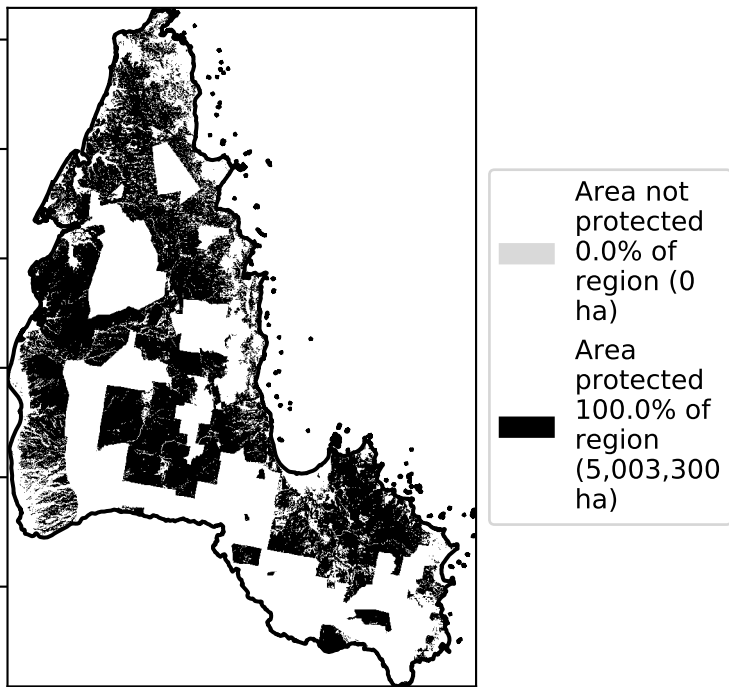 Area not
protected
0.0% of
region (0
ha)
Area
protected
100.0% of
region
(5,003,300
ha)